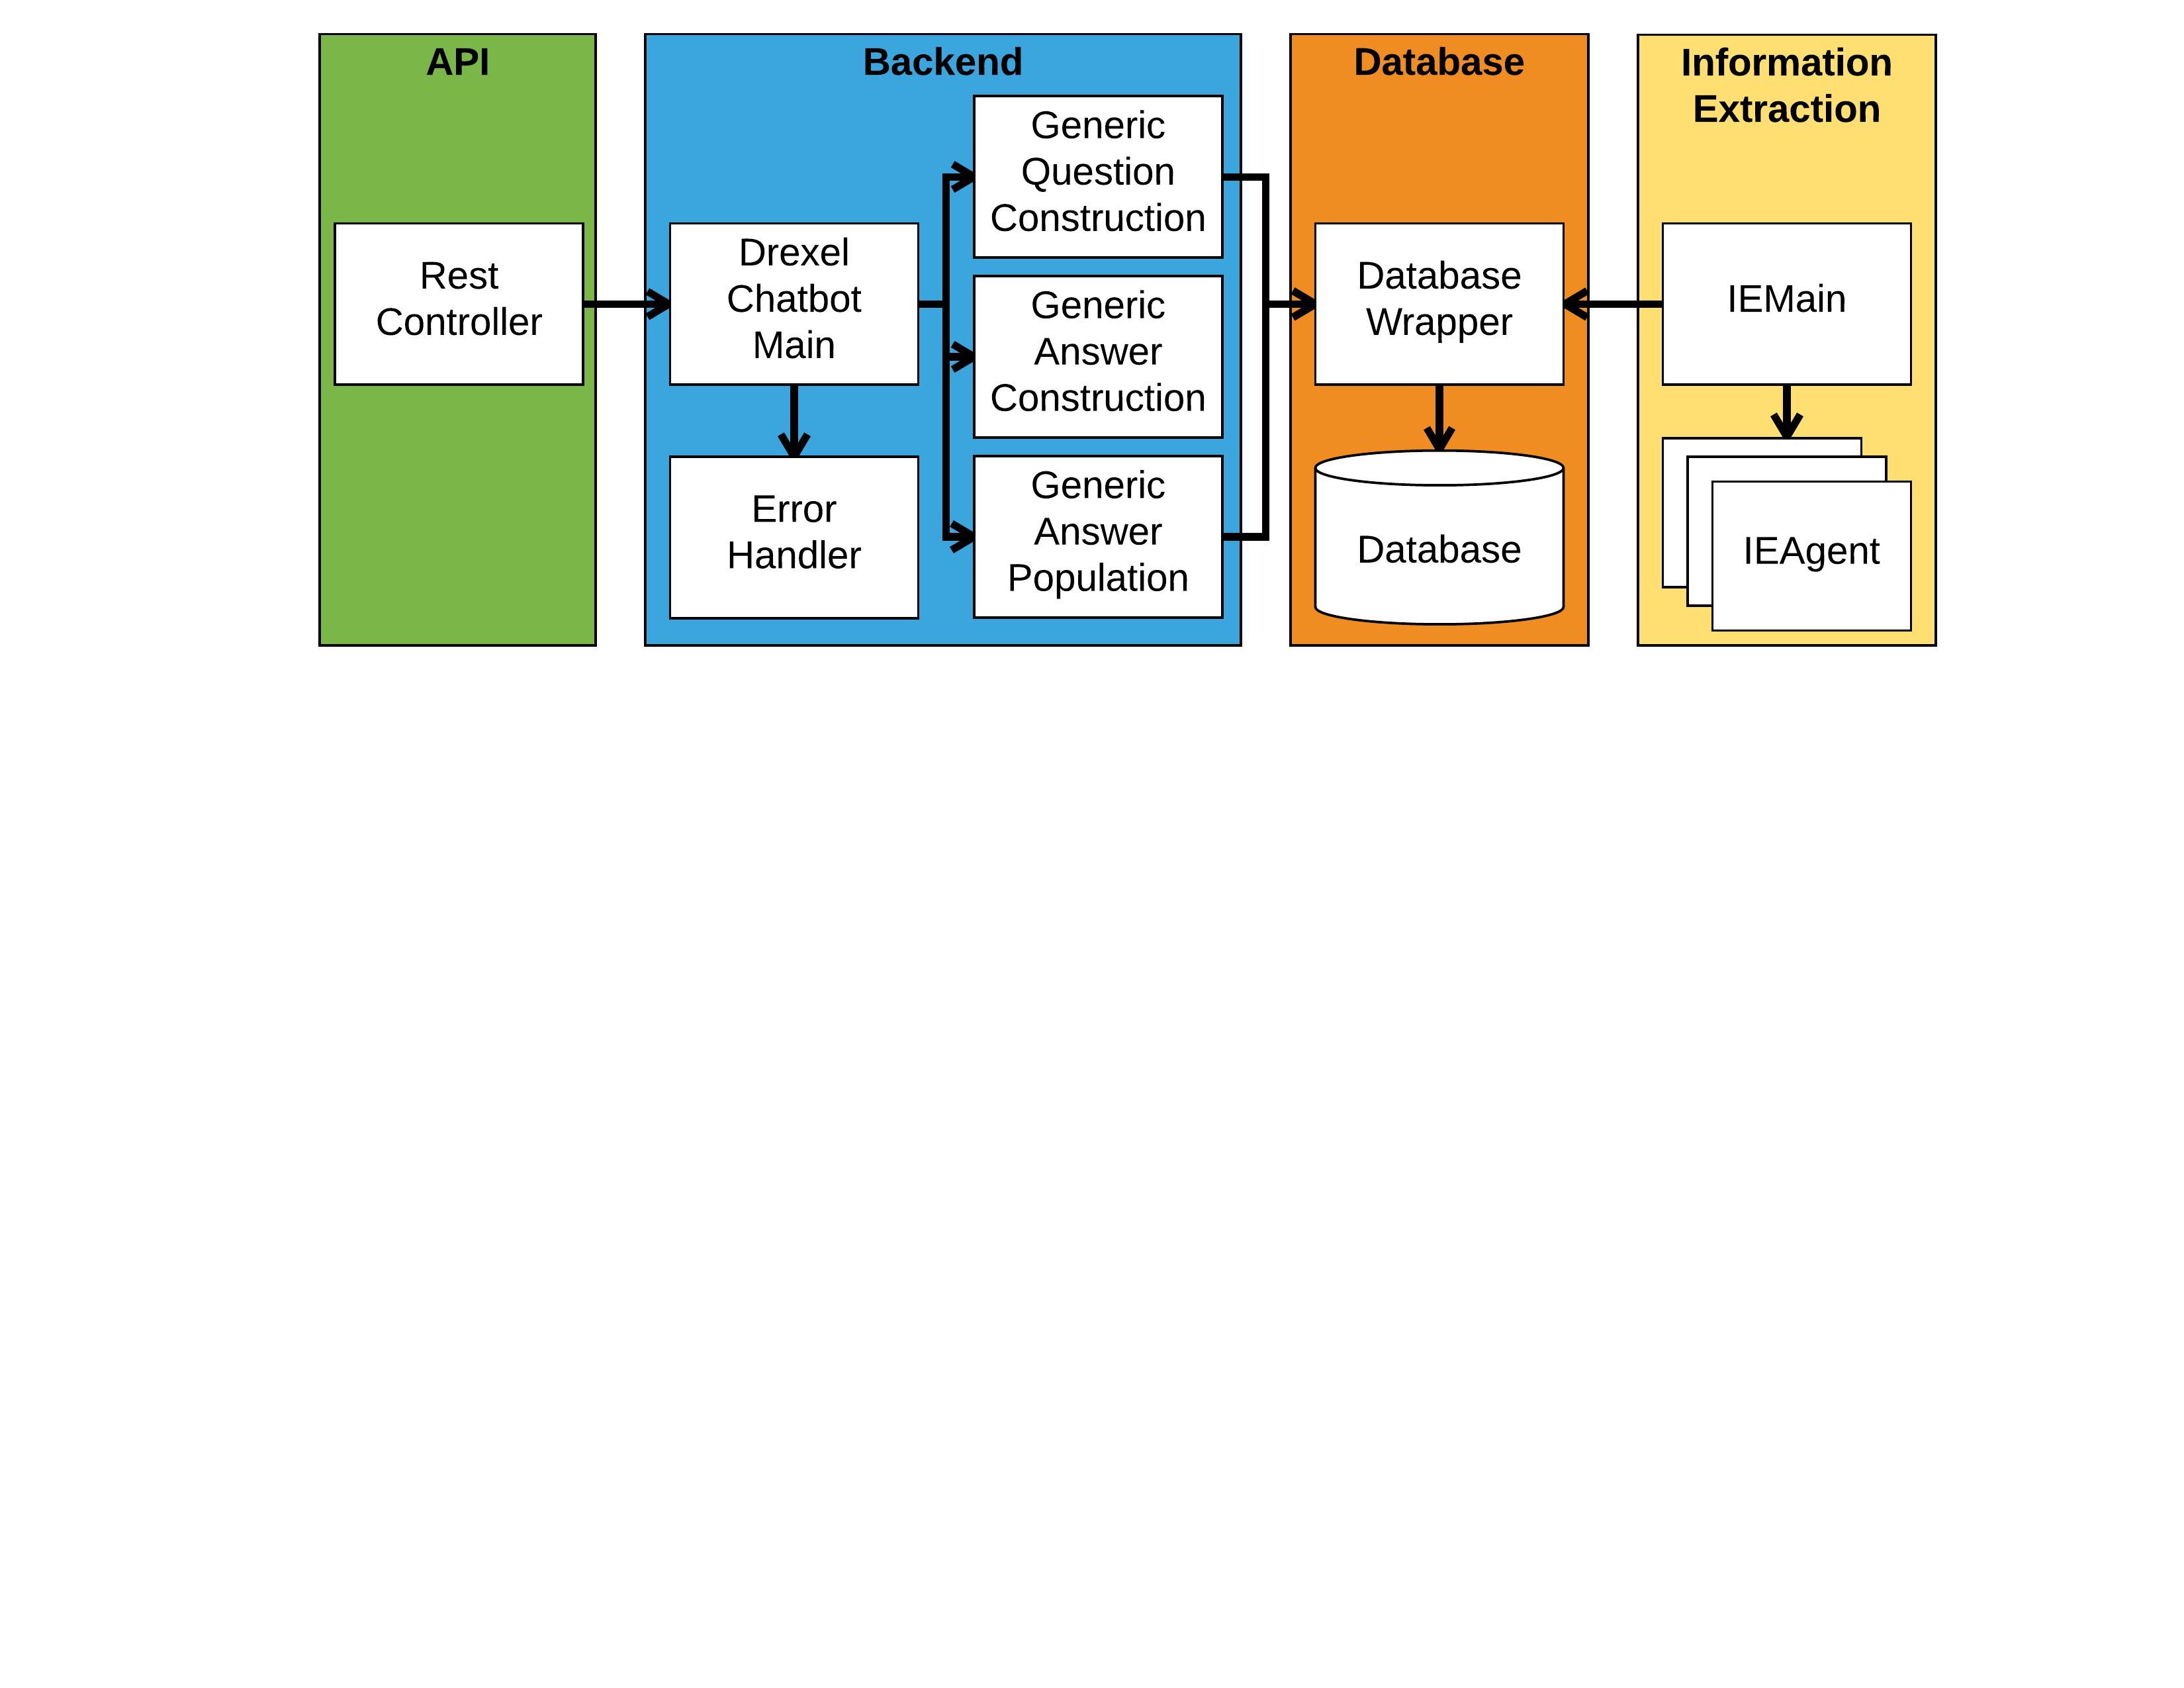 API
Rest
Controller
Backend
Drexel
Chatbot
Main
Error
Handler
Generic
Question
Construction
Generic
Answer
Construction
Generic
Answer
Population
Database
Database
Wrapper
Database
Information
Extraction
IEMain
IEAgent